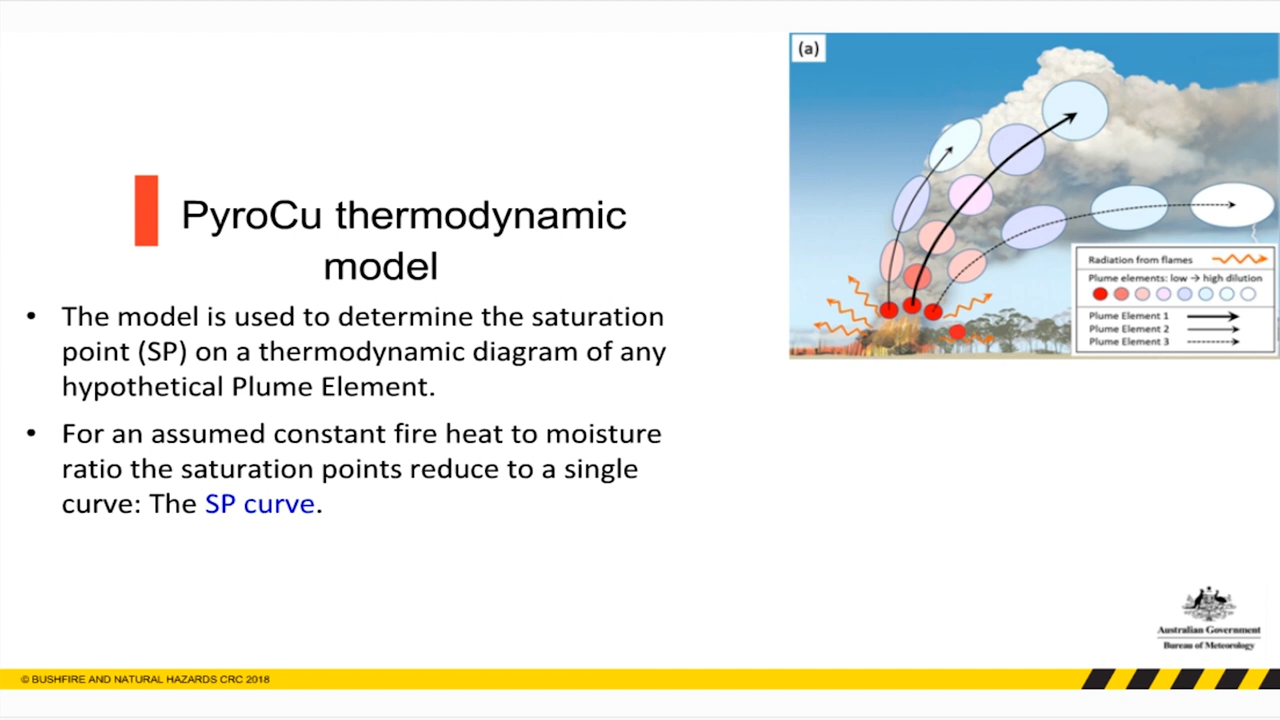 (a)
PyroCu thermodynamic
model
• The model is used to determine the saturation
point (SP) on a thermodynamic diagram of any
hypothetical Plume Element.
• For an assumed constant fire heat to moisture
ratio the saturation points reduce to a single
curve: The SP curve.
Radiation from flames
Plume elements: low → high dilution
Plume Element 1
Plume Element 2
Plume Element 3
Australian Government
Bureau of Meteorology
© BUSHFIRE AND NATURAL HAZARDS CRC 2018